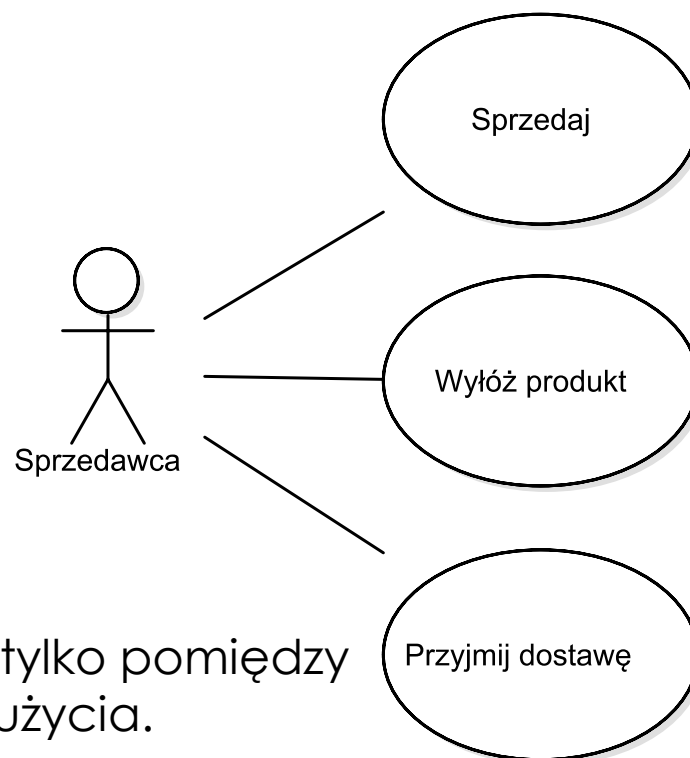 Sprzedaj
Wyłóż produkt
Sprzedawca
Przyjmij dostawę
tylko pomiędzy
użycia.